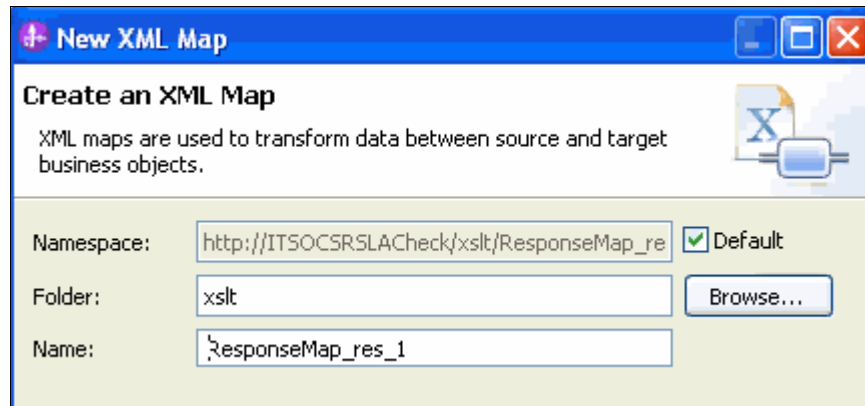 New XML Map
Create an XML Map
XML maps are used to transform data between source and target
business objects.
Namespace: http://ITSOCSRSLACheck/xslt/ResponseMap_re Default
Folder: xslt Browse...
Name: ResponseMap_res_1